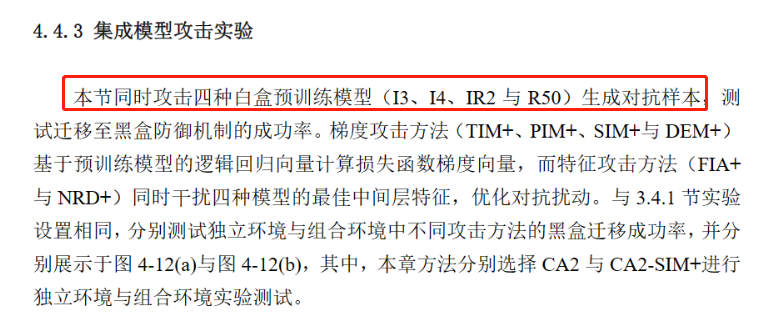 4.4.3 集成模型攻击实验
本节同时攻击四种白盒预训练模型（I3、I4、IR2 与 R50）生成对抗样本，测
试迁移至黑盒防御机制的成功率。梯度攻击方法（TIM+、PIM+、SIM+与 DEM+）
基于预训练模型的逻辑回归向量计算损失函数梯度向量，而特征攻击方法（FIA+
与 NRD+）同时干扰四种模型的最佳中间层特征，优化对抗扰动。与 3.4.1 节实验
设置相同，分别测试独立环境与组合环境中不同攻击方法的黑盒迁移成功率，并分
别展示于图 4-12(a)与图 4-12(b)，其中，本章方法分别选择 CA2 与 CA2-SIM+进行
独立环境与组合环境实验测试。